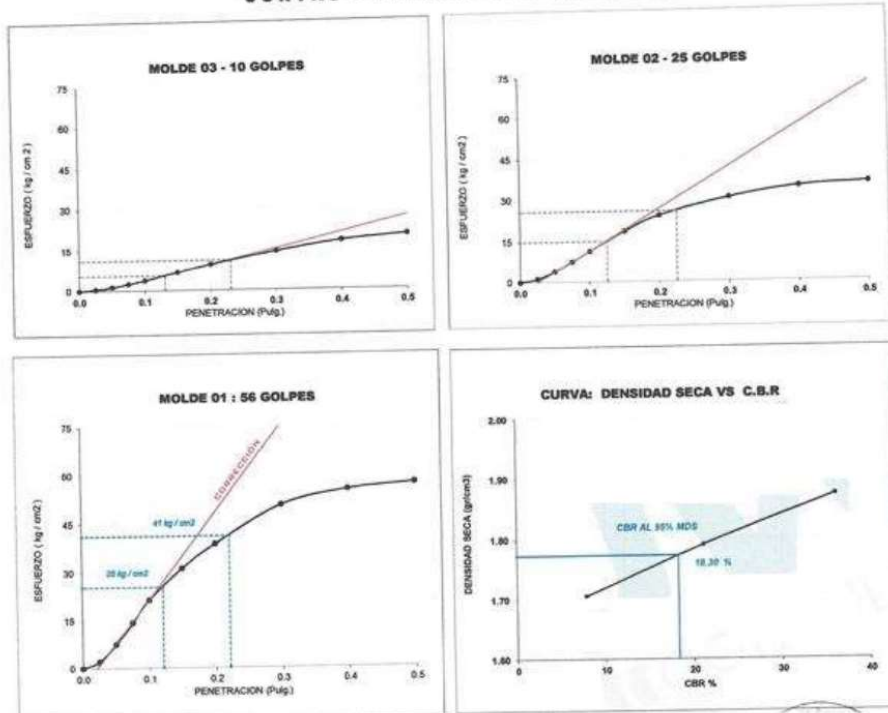 MOLDE 03 - 10 GOLPES
ESFUERZO ( kg / cm 2 )
75
60
45
30
15
0
0.0 0.1 0.2 0.3 0.4 0.5
PENETRACION (Pulg.)
MOLDE 02 - 25 GOLPES
ESFUERZO ( kg / cm2 )
75
60
45
30
15
0
0.0 0.1 0.2 0.3 0.4 0.5
PENETRACION (Pulg.)
MOLDE 01 : 56 GOLPES
ESFUERZO ( kg / cm2 )
75
60
45
30
15
0
CORRECCIÓN
41 kg / cm2
kg / cm2
0.0 0.1 0.2 0.3 0.4 0.5
PENETRACION (Pulg.)
CURVA: DENSIDAD SECA VS C.B.R
DENSIDAD SECA (gr/cm3)
2.00
1.90
1.80
1.70
1.60
CBR AL 95% MDS
18.30 %
0 10 20 30 40
CBR %